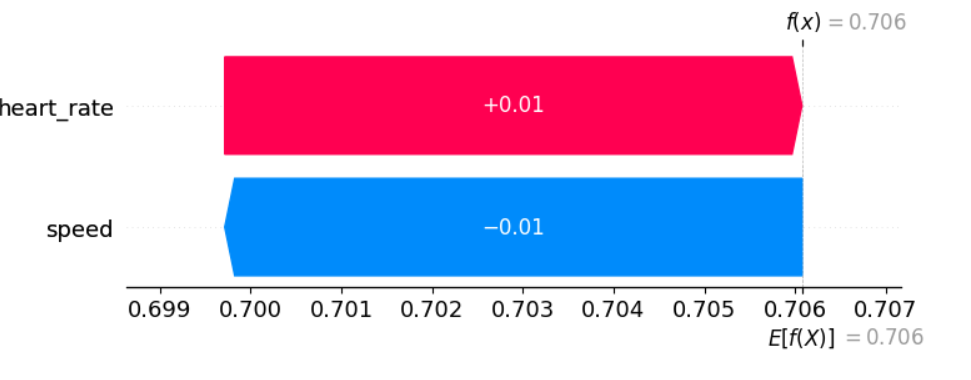 f(x) = 0.706
heart_rate
+0.01
speed
−0.01
0.699 0.700 0.701 0.702 0.703 0.704 0.705 0.706 0.707
E[f(X)] = 0.706